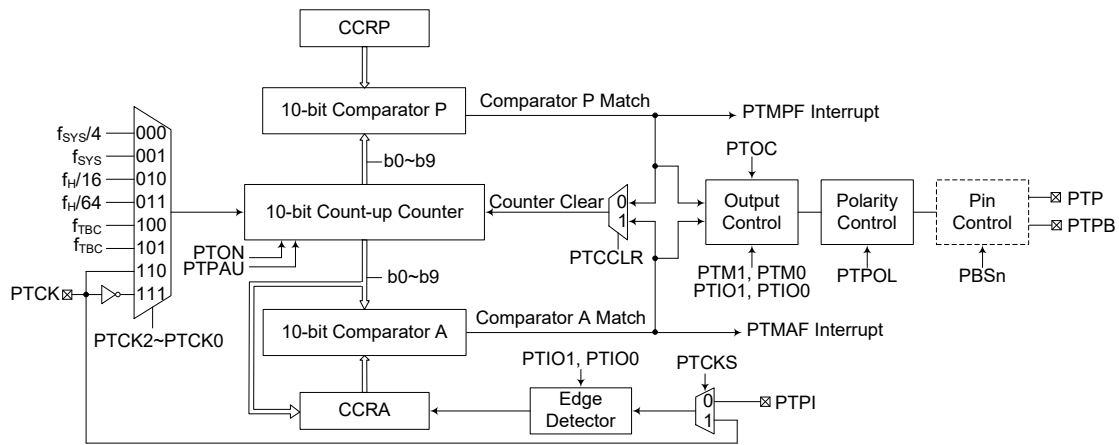 CCRP
10-bit Comparator P
Comparator P Match
PTMPF Interrupt
fSYS/4
000
fSYS
001
fH/16
010
fH/64
011
fTBC
100
fTBC
101
110
111
PTCK
PTCK2~PTCK0
b0~b9
10-bit Count-up Counter
PTON
PTPAU
Counter Clear
0
1
PTCCLR
PTOC
Output
Control
PTM1, PTM0
PTIO1, PTIO0
Polarity
Control
PTPOL
Pin
Control
PBSn
PTP
PTPB
b0~b9
10-bit Comparator A
Comparator A Match
PTMAF Interrupt
CCRA
PTIO1, PTIO0
Edge
Detector
PTCKS
0
1
PTPI